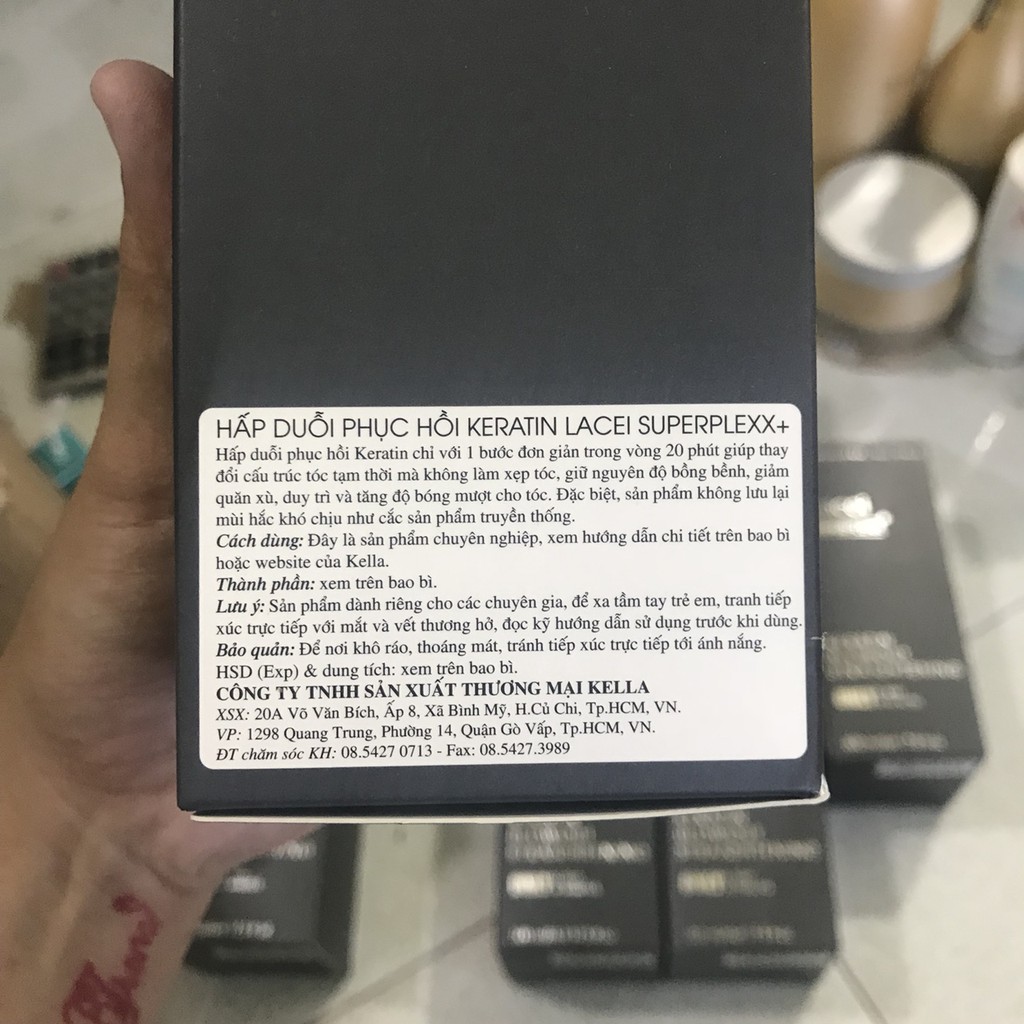 HẤP DUỖI PHỤC HỒI KERATIN LACEI SUPERPLEXX+
Hấp duỗi phục hồi Keratin chỉ với 1 bước đơn giản trong vòng 20 phút giúp thay
đổi cấu trúc tóc tạm thời mà không làm xẹp tóc, giữ nguyên độ bồng bềnh, giảm
quăn xù, duy trì và tăng độ bóng mượt cho tóc. Đặc biệt, sản phẩm không lưu lại
mùi hắc khó chịu như cắc sản phẩm truyền thống.
Cách dùng: Đây là sản phẩm chuyên nghiệp, xem hướng dẫn chi tiết trên bao bì
hoặc website của Kella.
Thành phần: xem trên bao bì.
Lưu ý: Sản phẩm dành riêng cho các chuyên gia, để xa tầm tay trẻ em, tranh tiếp
xúc trực tiếp với mắt và vết thương hở, đọc kỹ hướng dẫn sử dụng trước khi dùng.
Bảo quản: Để nơi khô ráo, thoáng mát, tránh tiếp xúc trực tiếp tới ánh nắng.
HSD (Exp) & dung tích: xem trên bao bì.
CÔNG TY TNHH SẢN XUẤT THƯƠNG MẠI KELLA
XSX: 20A Võ Văn Bích, Ấp 8, Xã Bình Mỹ, H.Củ Chi, Tp.HCM, VN.
VP: 1298 Quang Trung, Phường 14, Quận Gò Vấp, Tp.HCM, VN.
ĐT chăm sóc KH: 08.5427 0713 - Fax: 08.5427.3989